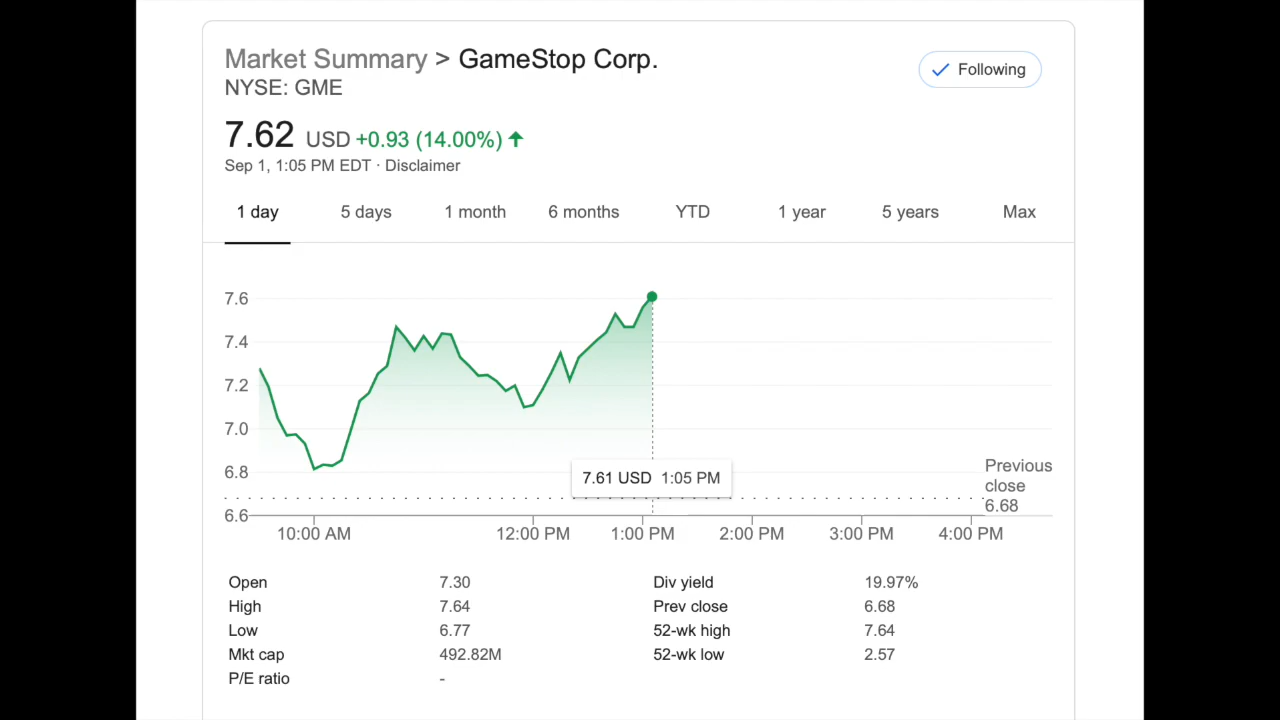 Market Summary > GameStop Corp.
Following
NYSE: GME
7.62 USD +0.93 (14.00%)
Sep 1, 1:05 PM EDT · Disclaimer
1 day 5 days 1 month 6 months YTD 1 year 5 years Max
7.6
7.4
7.2
7.0
6.8
6.6
7.61 USD 1:05 PM
Previous
close
6.68
10:00 AM 12:00 PM 1:00 PM 2:00 PM 3:00 PM 4:00 PM
Open 7.30 Div yield 19.97%
High 7.64 Prev close 6.68
Low 6.77 52-wk high 7.64
Mkt cap 492.82M 52-wk low 2.57
P/E ratio -